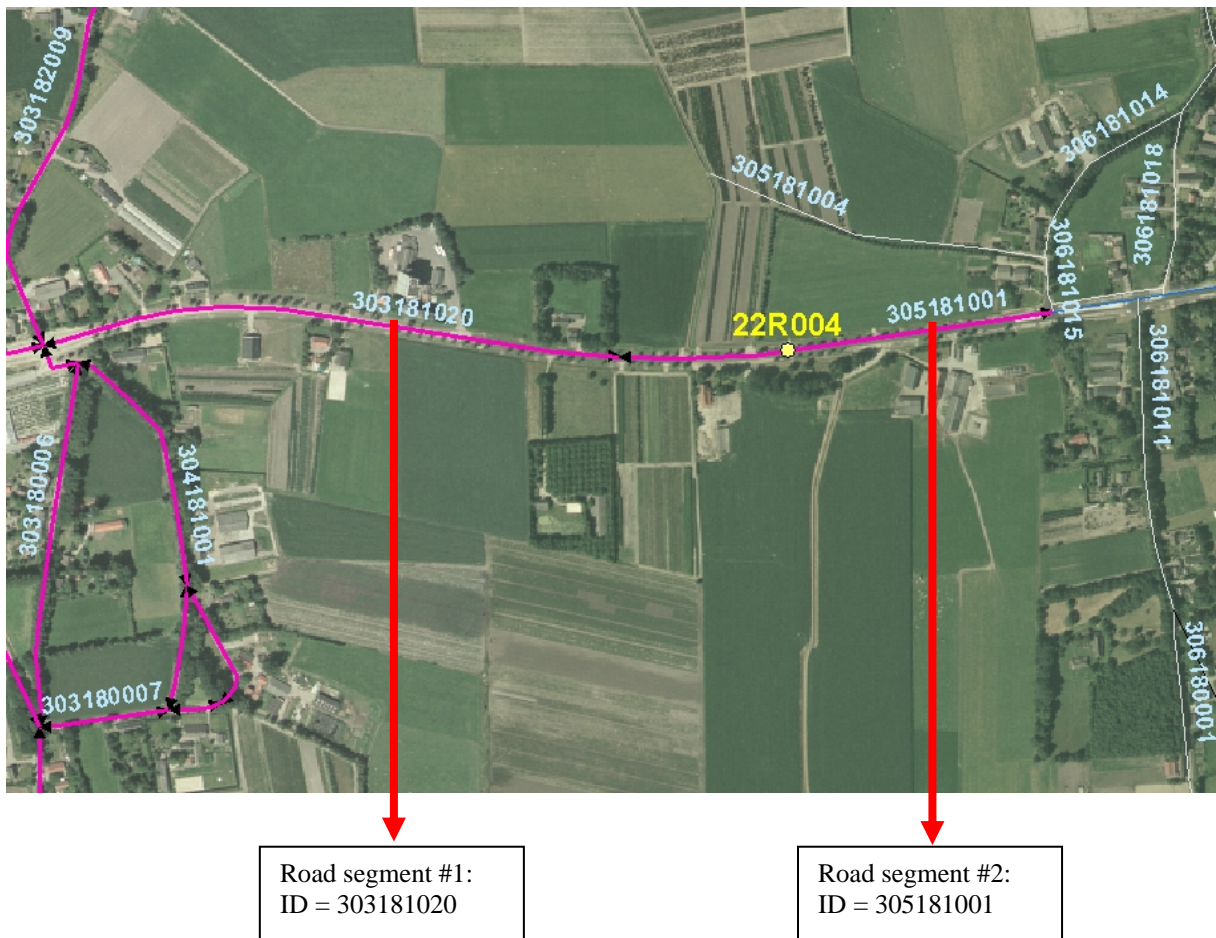 303182009
306181014
306181018
305181004
303181020
305181001
306181015
22R004
306181011
303180006
304181001
303180007
306180001
Road segment #1:
ID = 303181020
Road segment #2:
ID = 305181001